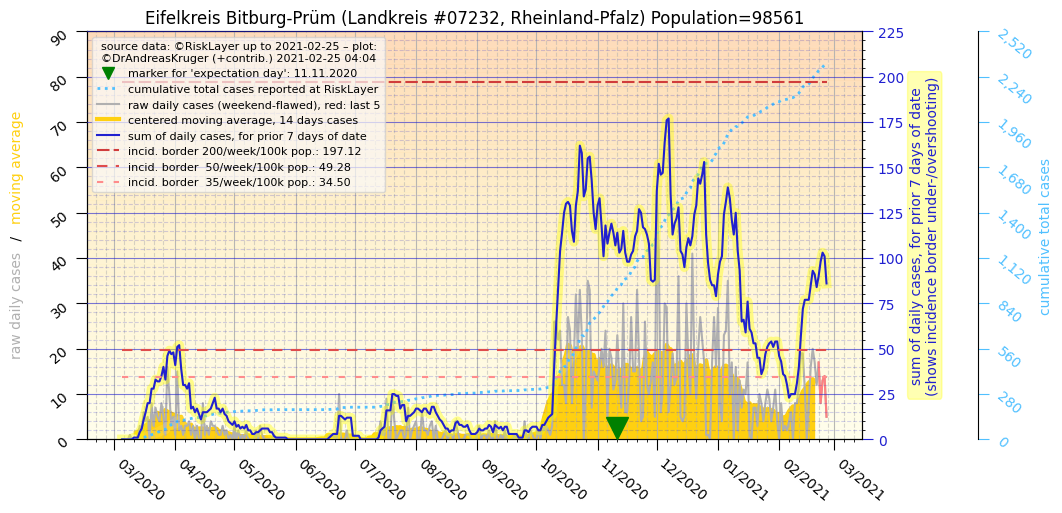 Eifelkreis Bitburg-Prüm (Landkreis #07232, Rheinland-Pfalz) Population=98561
source data: ©RiskLayer up to 2021-02-25 – plot:
©DrAndreasKruger (+contrib.) 2021-02-25 04:04
marker for 'expectation day': 11.11.2020
cumulative total cases reported at RiskLayer
raw daily cases (weekend-flawed), red: last 5
centered moving average, 14 days cases
sum of daily cases, for prior 7 days of date
incid. border 200/week/100k pop.: 197.12
incid. border 50/week/100k pop.: 49.28
incid. border 35/week/100k pop.: 34.50
raw daily cases / moving average
90
80
70
60
50
40
30
20
10
0
03/2020
04/2020
05/2020
06/2020
07/2020
08/2020
09/2020
10/2020
11/2020
12/2020
01/2021
02/2021
03/2021
225
200
175
150
125
100
75
50
25
0
sum of daily cases, for prior 7 days of date
(shows incidence border under-/overshooting)
2,520
2,240
1,960
1,680
1,400
1,120
840
560
280
0
cumulative total cases